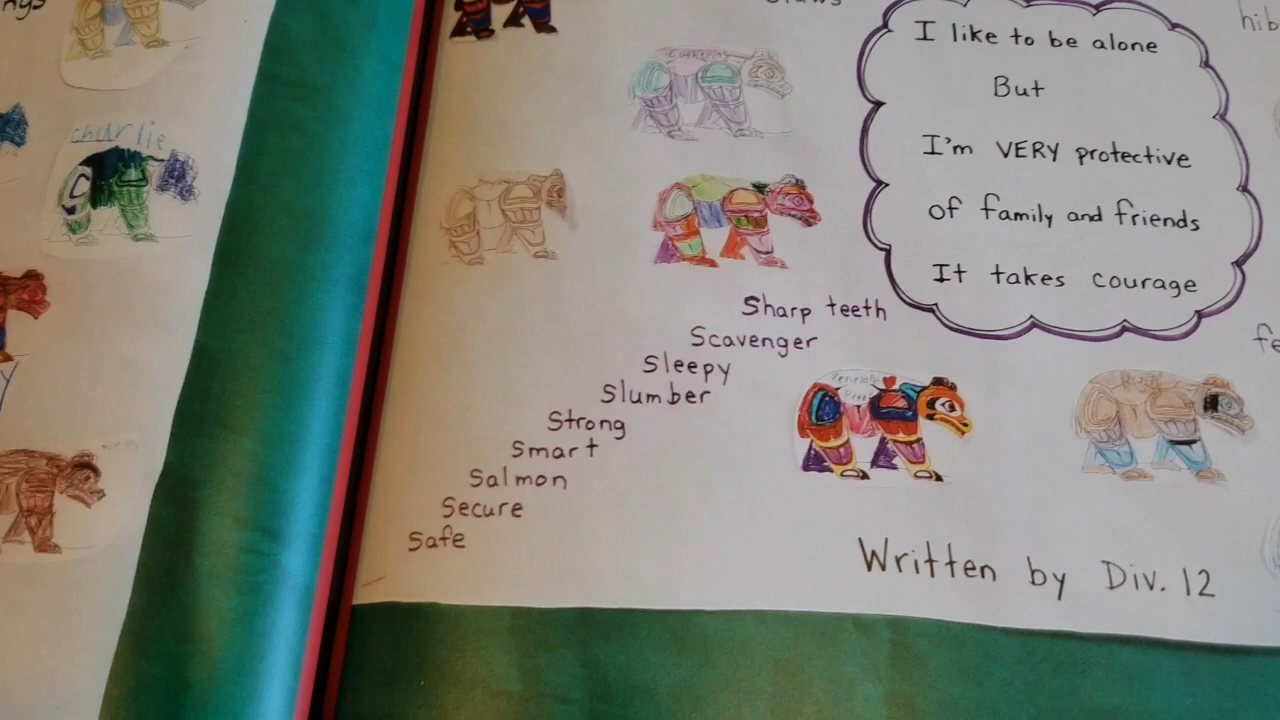 charlie
I like to be alone
But
I'm VERY protective
of family and friends
It takes courage
Sharp teeth
Scavenger
Sleepy
Slumber
Strong
Smart
Salmon
Secure
Safe
Written by Div. 12